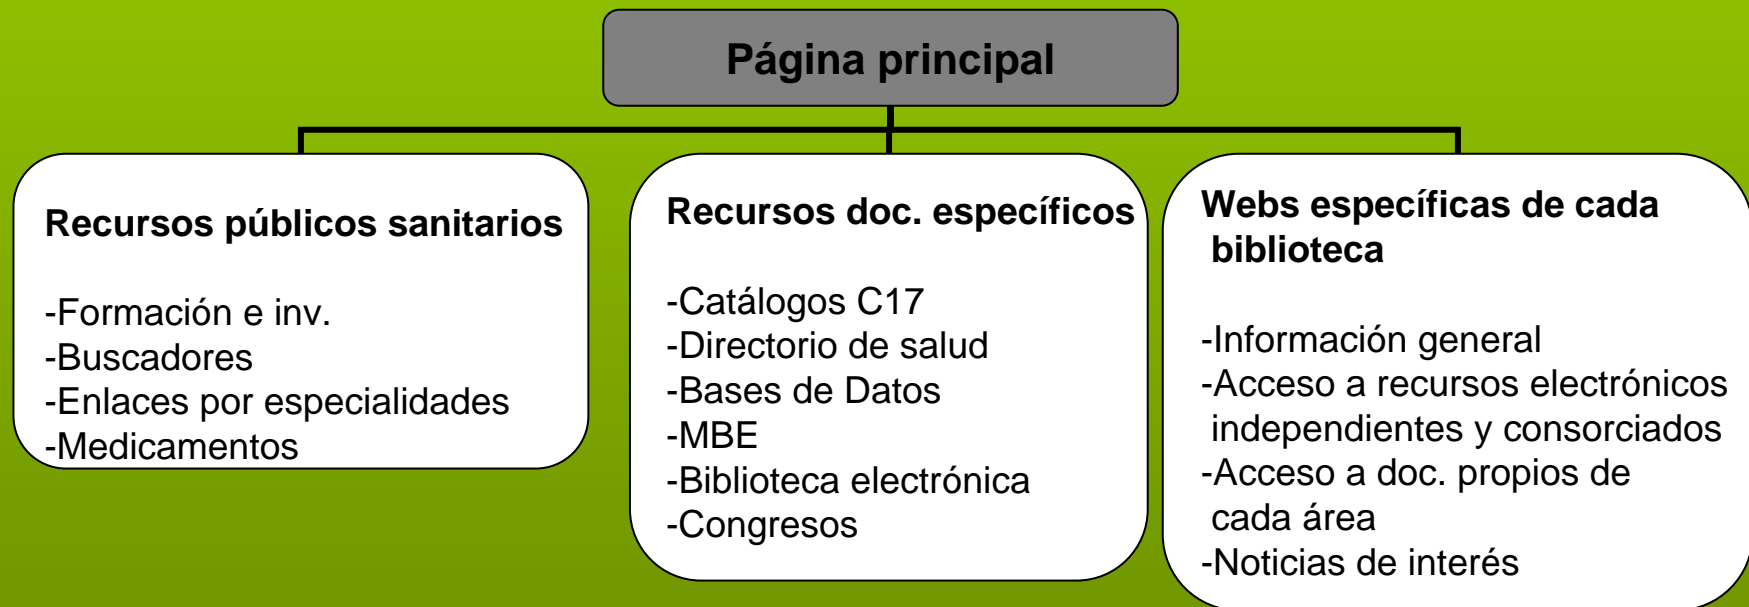 Página principal
Recursos públicos sanitarios
-Formación e inv.
-Buscadores
-Enlaces por especialidades
-Medicamentos
Recursos doc. específicos
-Catálogos C17
-Directorio de salud
-Bases de Datos
-MBE
-Biblioteca electrónica
-Congresos
Webs específicas de cada
biblioteca
-Información general
-Acceso a recursos electrónicos
independientes y consorciados
-Acceso a doc. propios de
cada área
-Noticias de interés